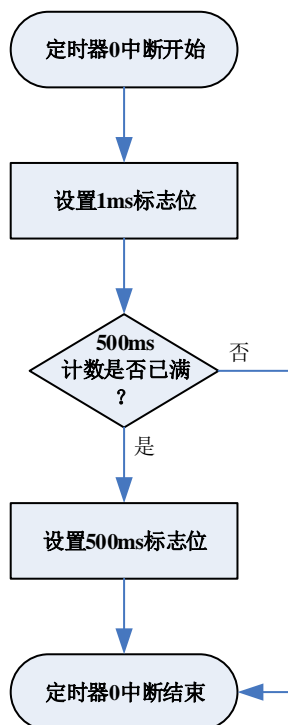 定时器0中断开始
设置1ms标志位
500ms
计数是否已满
？
否
是
设置500ms标志位
定时器0中断结束